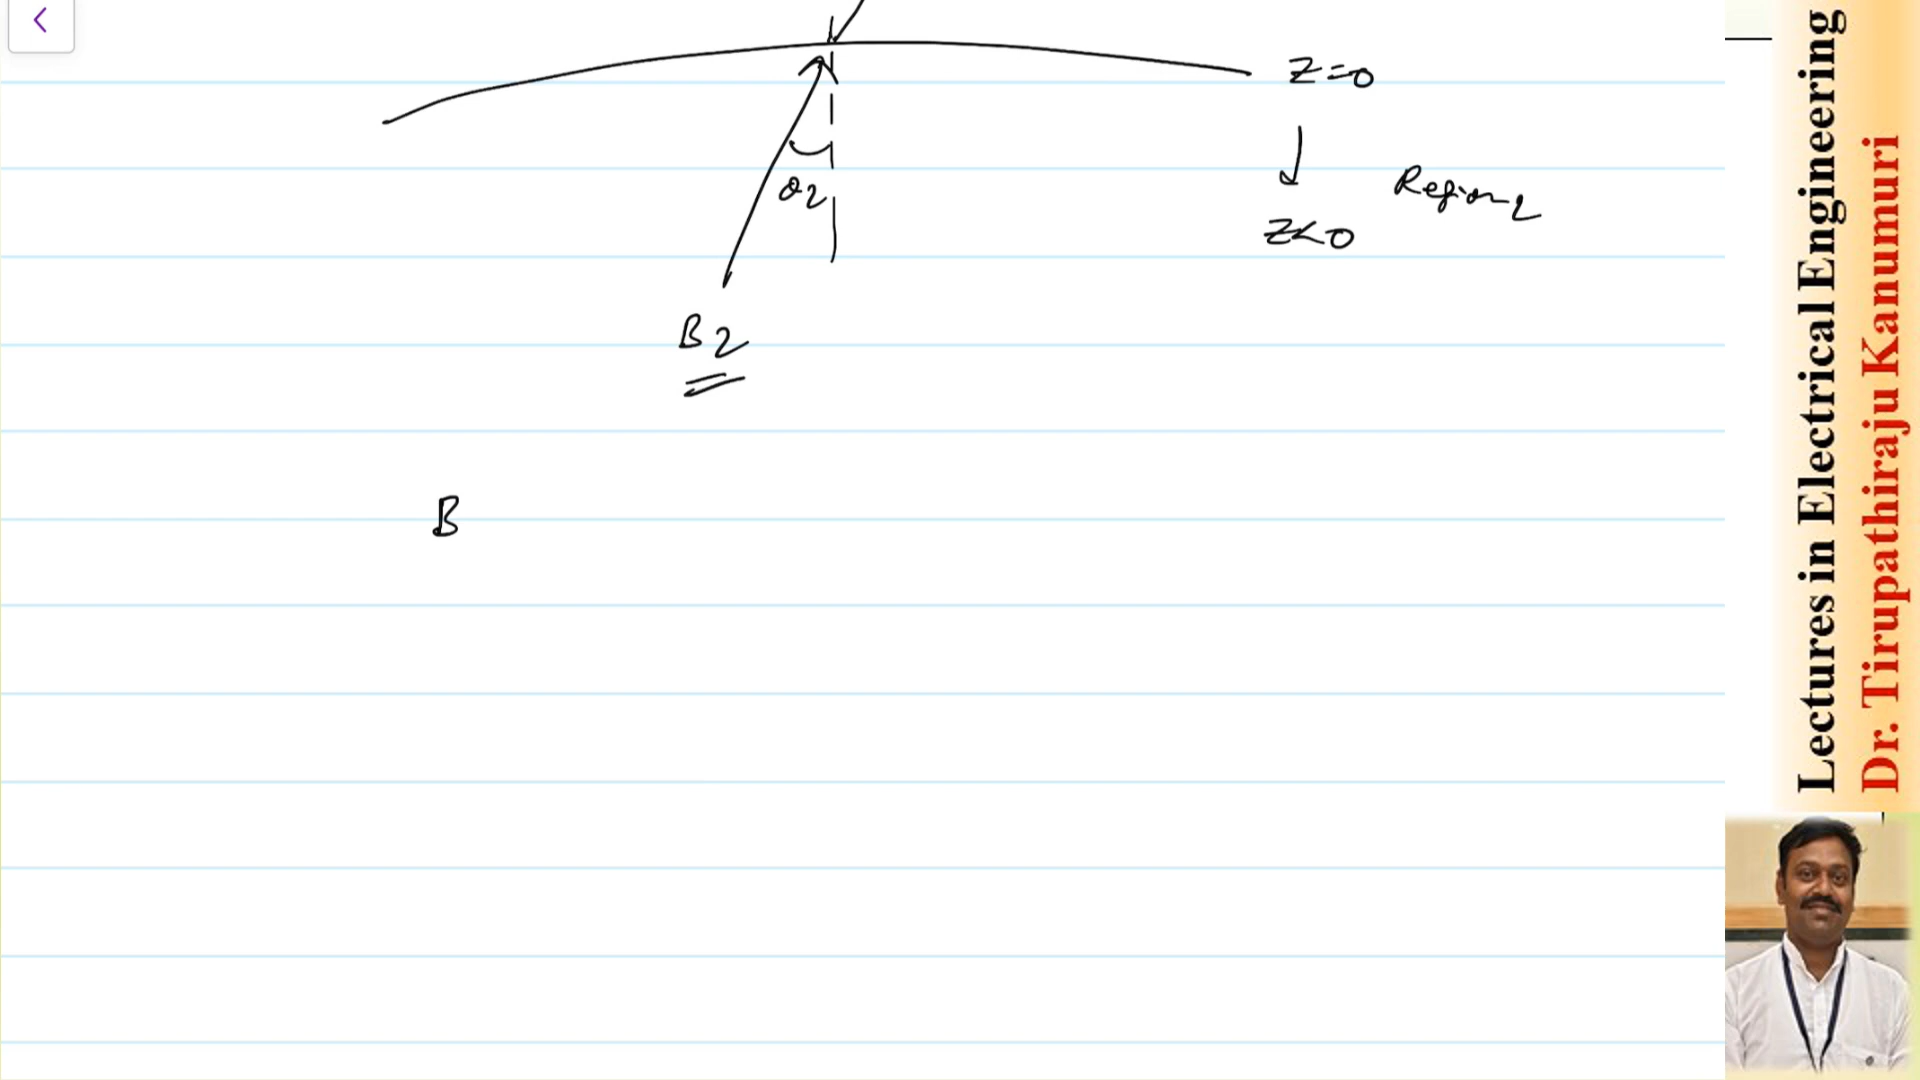 Z=0
Region 2
θ2
Z<0
B2
B
Lectures in Electrical Engineering
Dr. Tirupathiraju Kanumuri